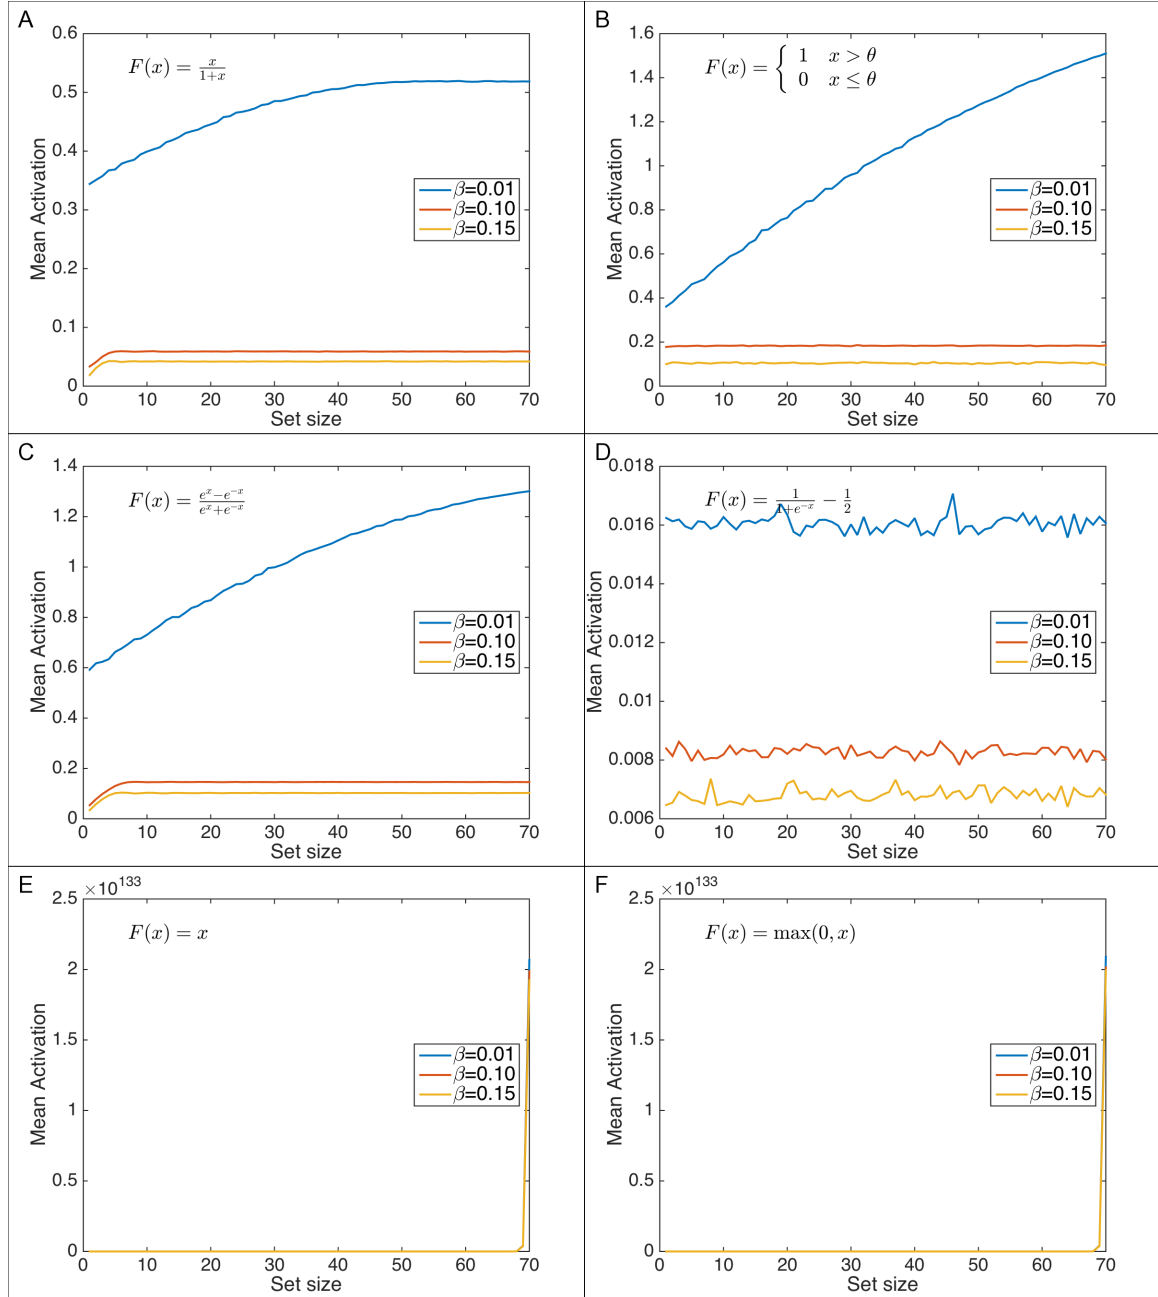 A
F(x) = x/(1+x)
Mean Activation
0.6
0.5
0.4
0.3
0.2
0.1
0
β=0.01
β=0.10
β=0.15
0 10 20 30 40 50 60 70
Set size
B
F(x) = { 1 x > θ
0 x ≤ θ
Mean Activation
1.6
1.4
1.2
1
0.8
0.6
0.4
0.2
0
β=0.01
β=0.10
β=0.15
0 10 20 30 40 50 60 70
Set size
C
F(x) = (e^x − e^−x)/(e^x + e^−x)
Mean Activation
1.4
1.2
1.0
0.8
0.6
0.4
0.2
0
β=0.01
β=0.10
β=0.15
0 10 20 30 40 50 60 70
Set size
D
F(x) = 1/(1+e^−x) − 1/2
Mean Activation
0.018
0.016
0.014
0.012
0.01
0.008
0.006
β=0.01
β=0.10
β=0.15
0 10 20 30 40 50 60 70
Set size
E
×10^133
F(x) = x
Mean Activation
2.5
2
1.5
1
0.5
0
β=0.01
β=0.10
β=0.15
0 10 20 30 40 50 60 70
Set size
F
×10^133
F(x) = max(0, x)
Mean Activation
2.5
2
1.5
1
0.5
0
β=0.01
β=0.10
β=0.15
0 10 20 30 40 50 60 70
Set size